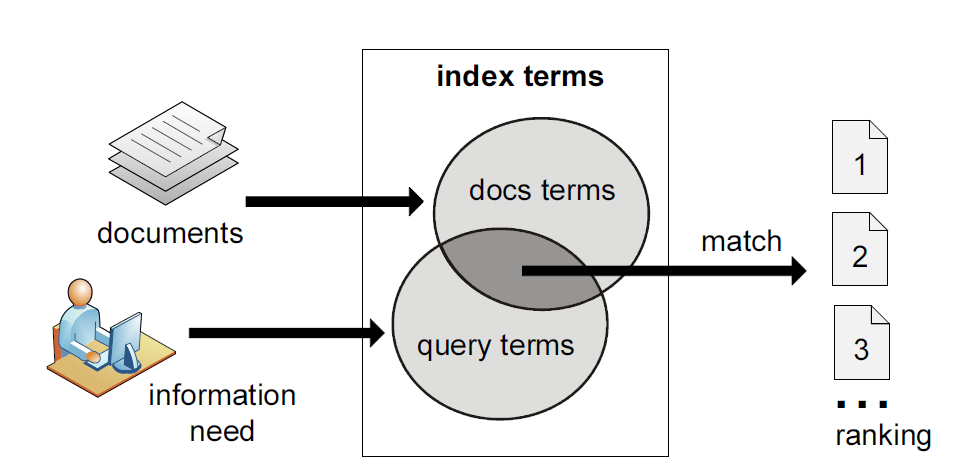 index terms
docs terms
documents
match
query terms
information
need
1
2
3
...
ranking